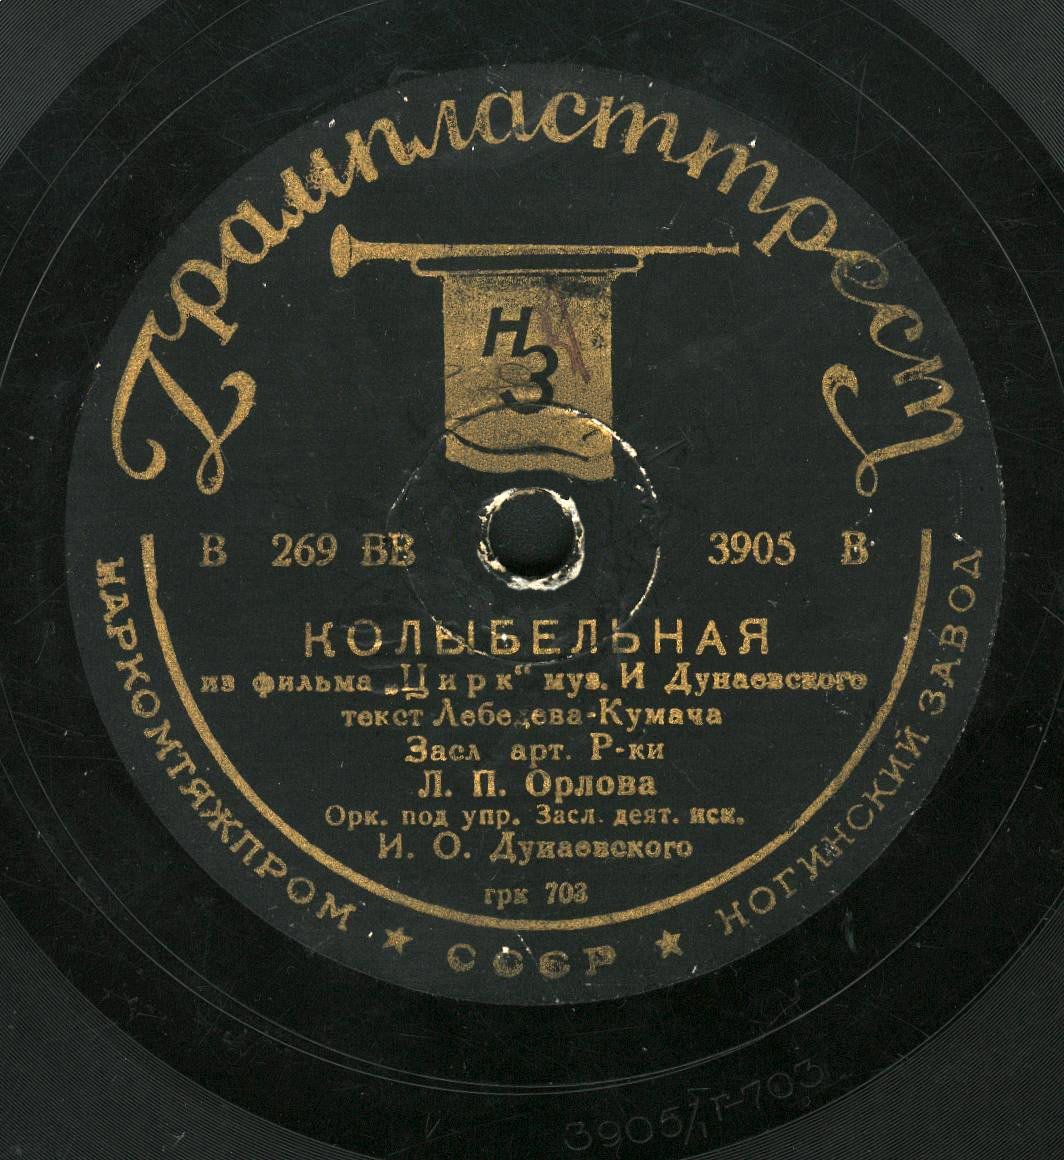 Грампласттрест
НЗ
В 269 ВВ 3905 В
КОЛЫБЕЛЬНАЯ
из фильма „Цирк“ муз. И Дунаевского
текст Лебедева-Кумача
Засл арт. Р-ки
Л. П. Орлова
Орк. под упр. Засл. деят. иск.
И. О. Дунаевского
грк 703
НАРКОМТЯЖПРОМ ★ СССР ★ НОГИНСКИЙ ЗАВОД
3905/Г-703